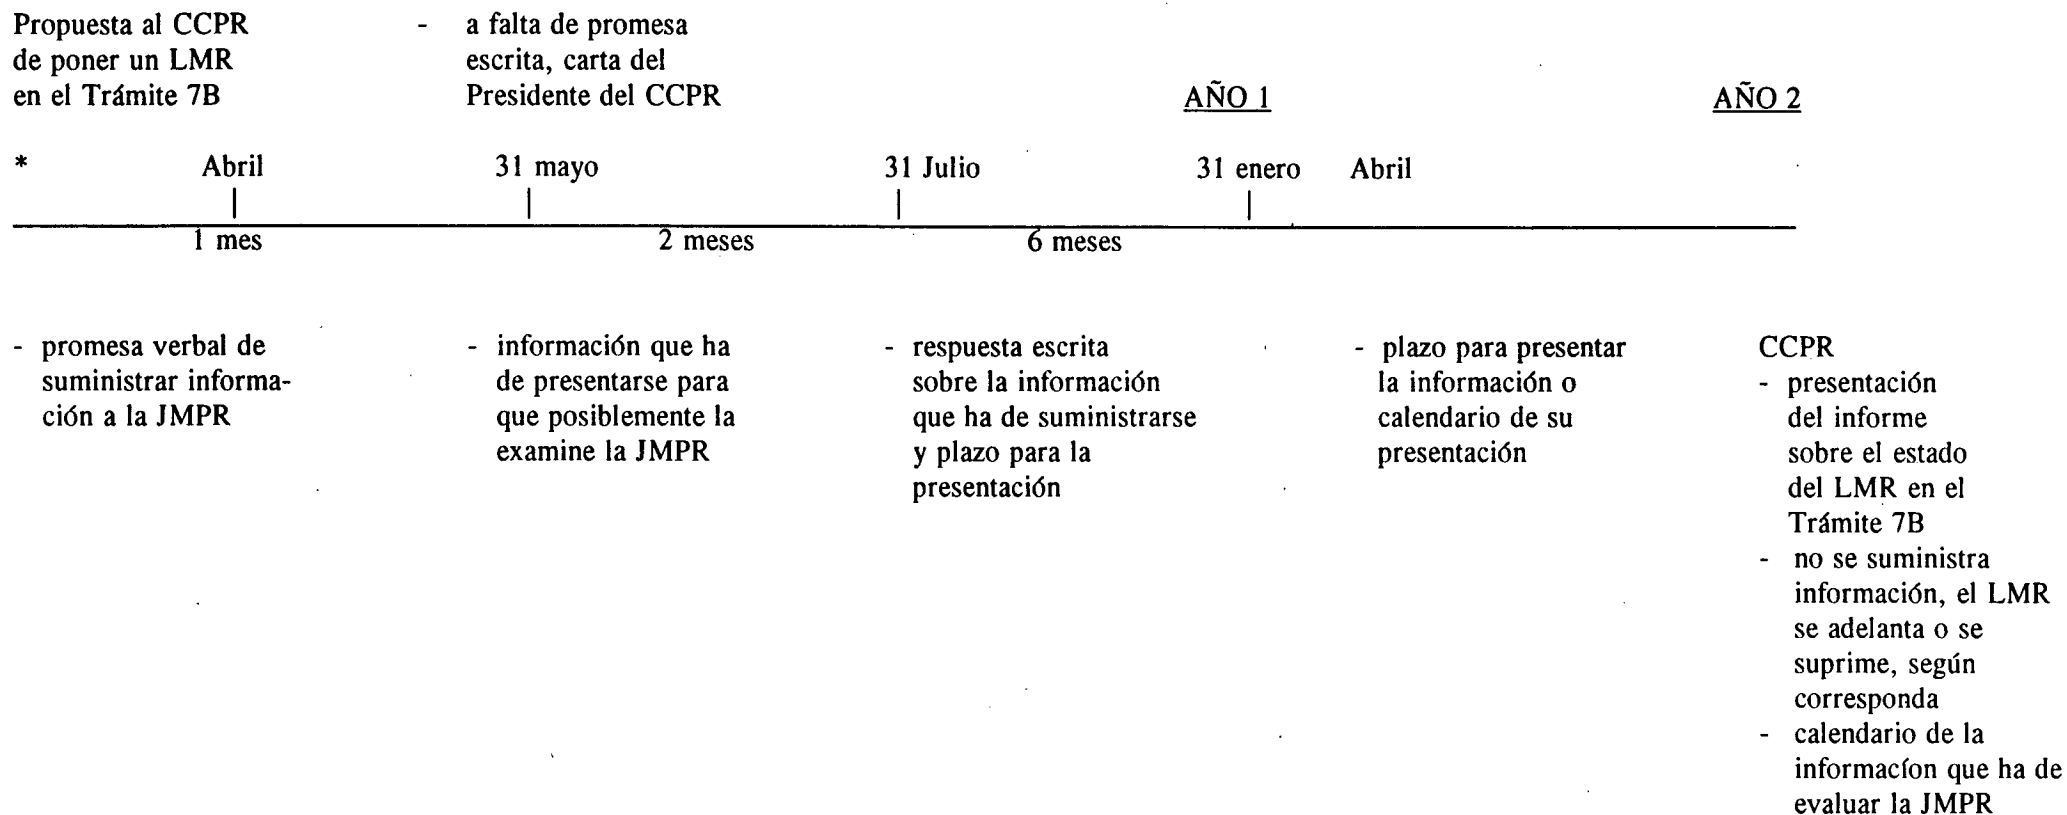 Propuesta al CCPR
de poner un LMR
en el Trámite 7B
- a falta de promesa
escrita, carta del
Presidente del CCPR
AÑO 1
AÑO 2
* Abril 31 mayo 31 Julio 31 enero Abril
1 mes 2 meses 6 meses
- promesa verbal de
suministrar informa-
ción a la JMPR
- información que ha
de presentarse para
que posiblemente la
examine la JMPR
- respuesta escrita
sobre la información
que ha de suministrarse
y plazo para la
presentación
- plazo para presentar
la información o
calendario de su
presentación
CCPR
- presentación
del informe
sobre el estado
del LMR en el
Trámite 7B
- no se suministra
información, el LMR
se adelanta o se
suprime, según
corresponda
- calendario de la
informacíon que ha de
evaluar la JMPR